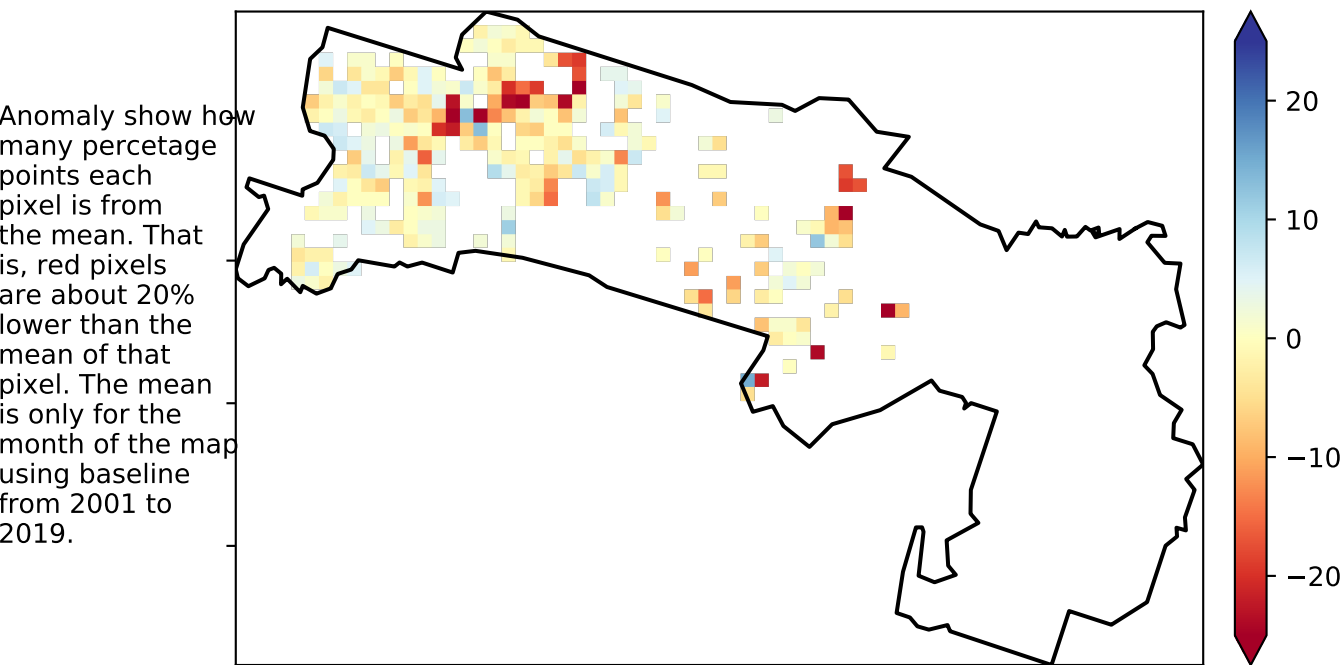 Anomaly show how
many percetage
points each
pixel is from
the mean. That
is, red pixels
are about 20%
lower than the
mean of that
pixel. The mean
is only for the
month of the map
using baseline
from 2001 to
2019.
20
10
0
−10
−20